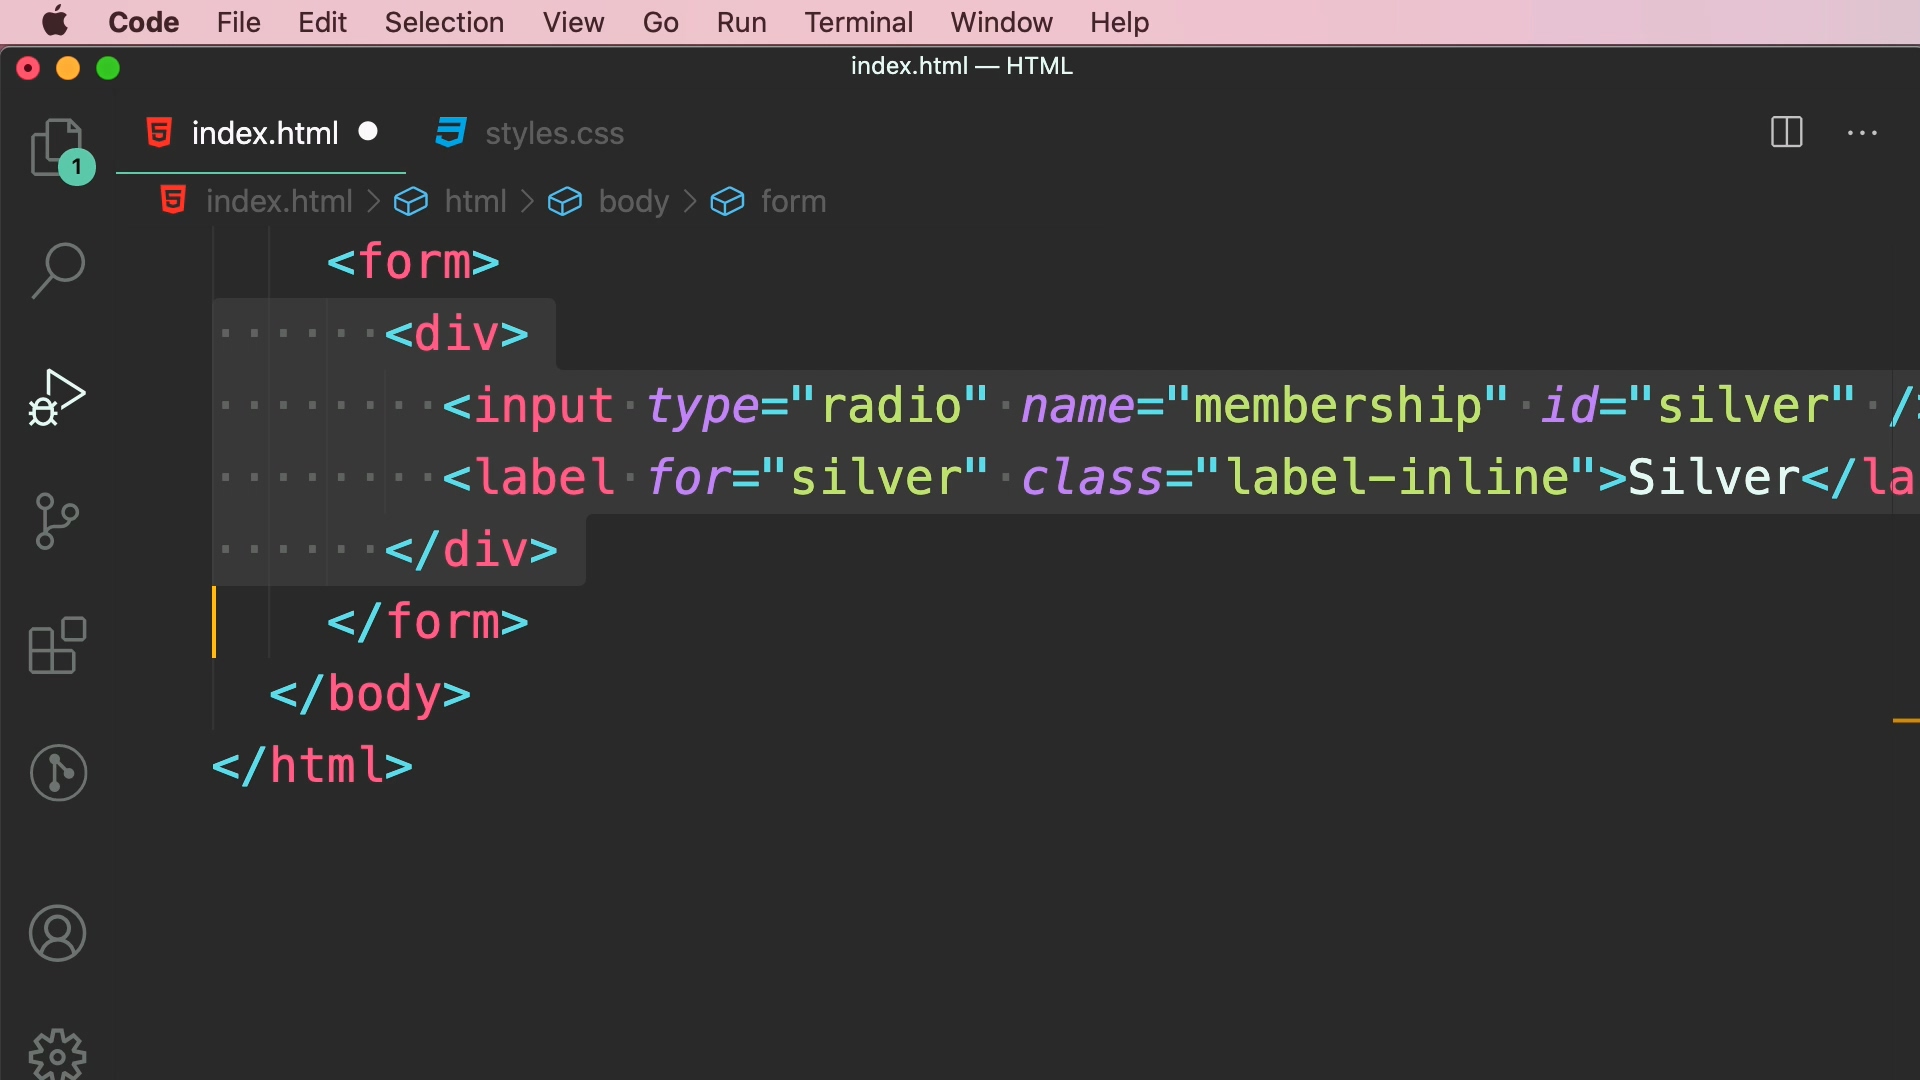 Code File Edit Selection View Go Run Terminal Window Help
index.html — HTML
index.html styles.css
1
index.html > html > body > form
<form>
<div>
<input type="radio" name="membership" id="silver" /
<label for="silver" class="label-inline">Silver</la
</div>
</form>
</body>
</html>